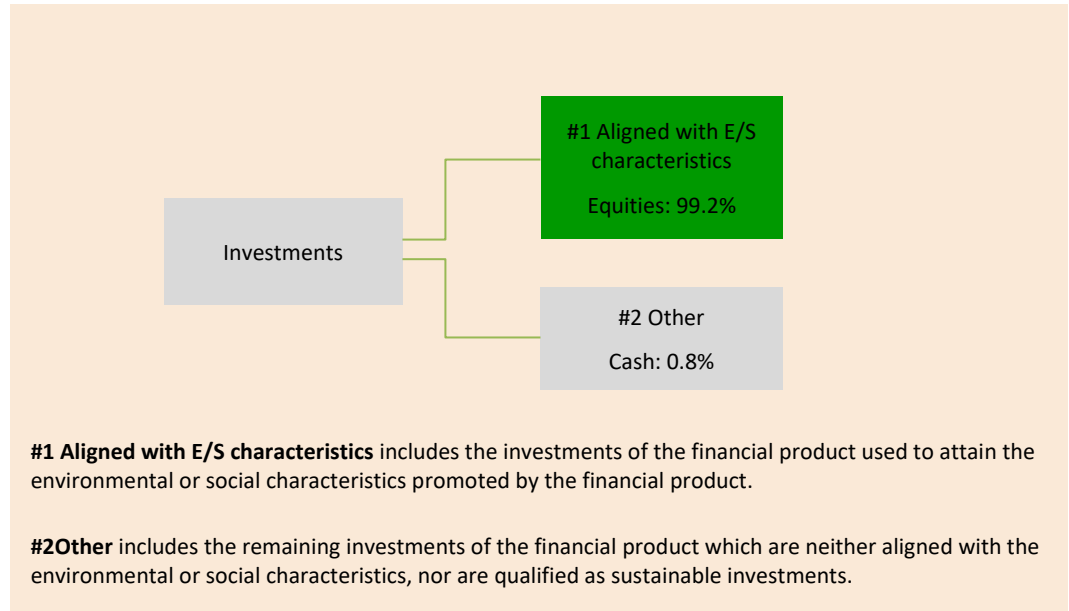 #1 Aligned with E/S
characteristics
Equities: 99.2%
Investments
#2 Other
Cash: 0.8%
#1 Aligned with E/S characteristics includes the investments of the financial product used to attain the
environmental or social characteristics promoted by the financial product.
#2Other includes the remaining investments of the financial product which are neither aligned with the
environmental or social characteristics, nor are qualified as sustainable investments.